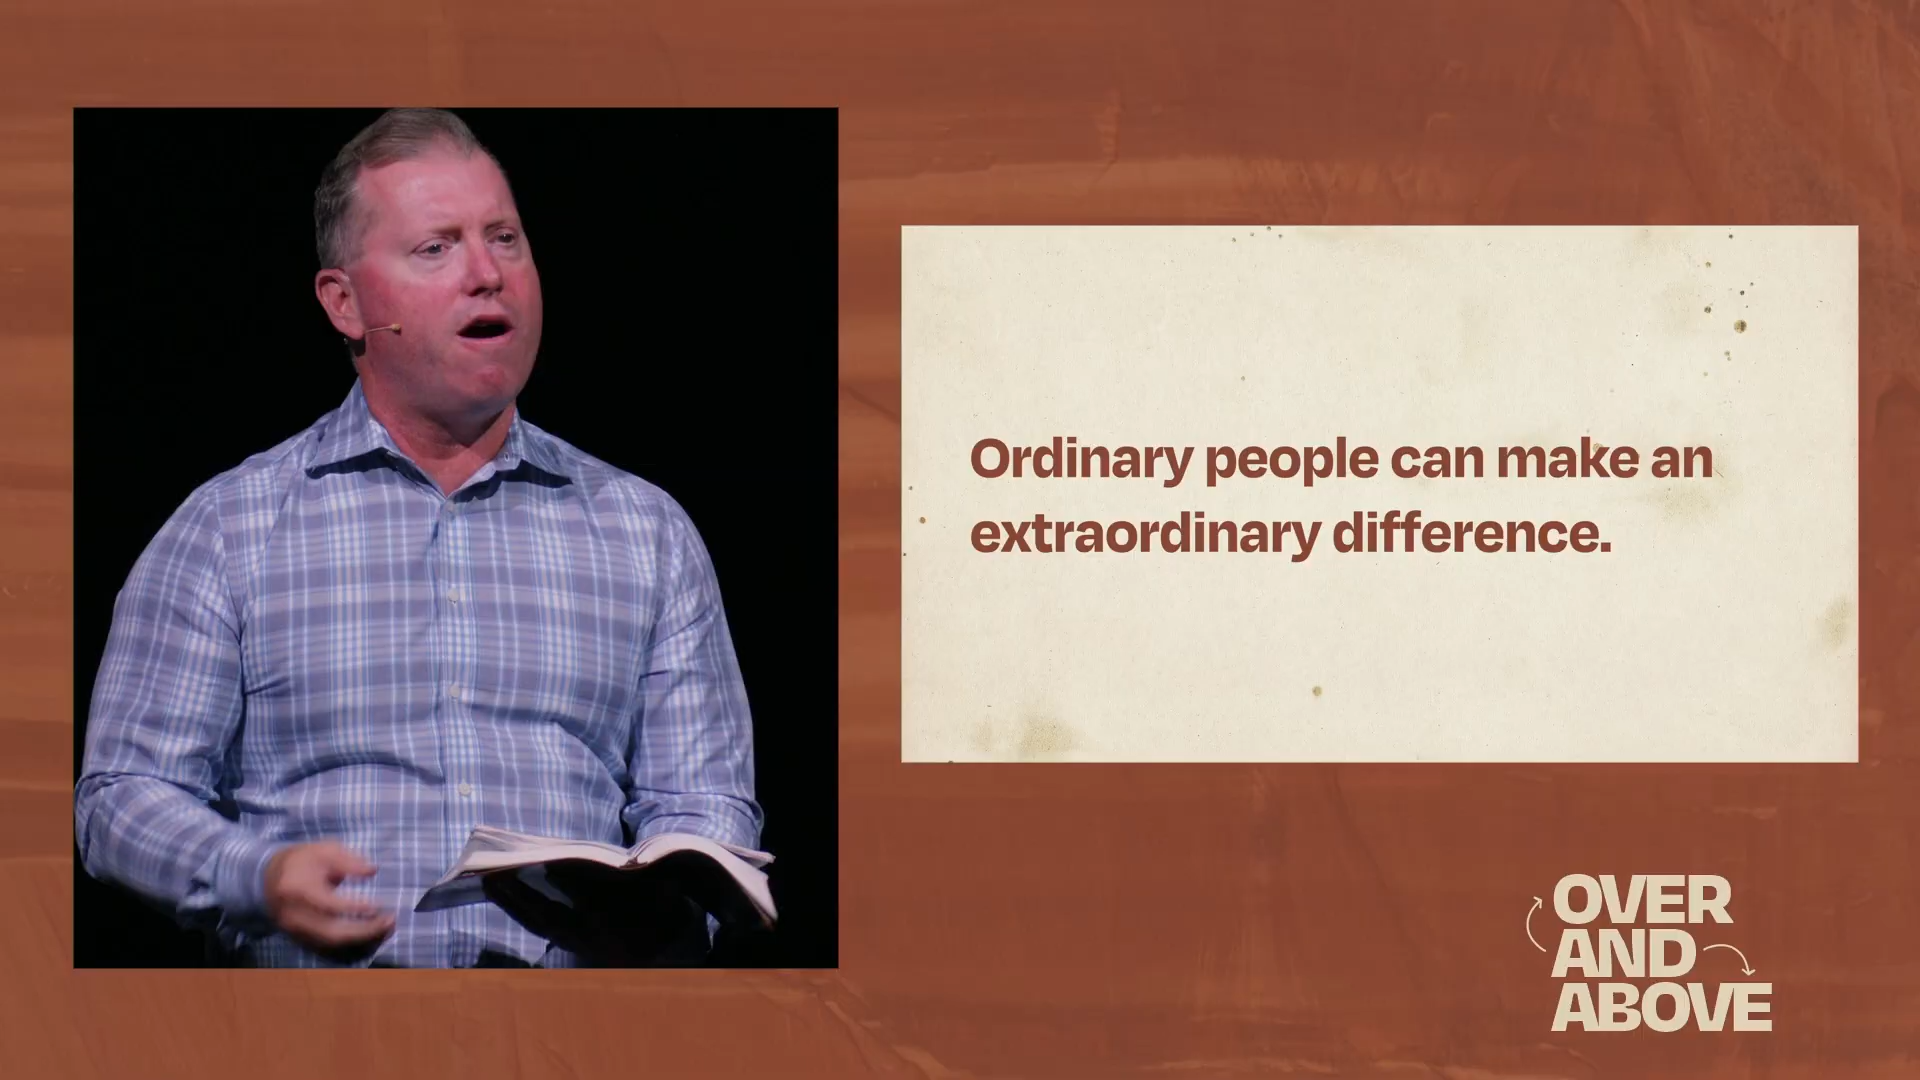 Ordinary people can make an
extraordinary difference.
OVER
AND
ABOVE